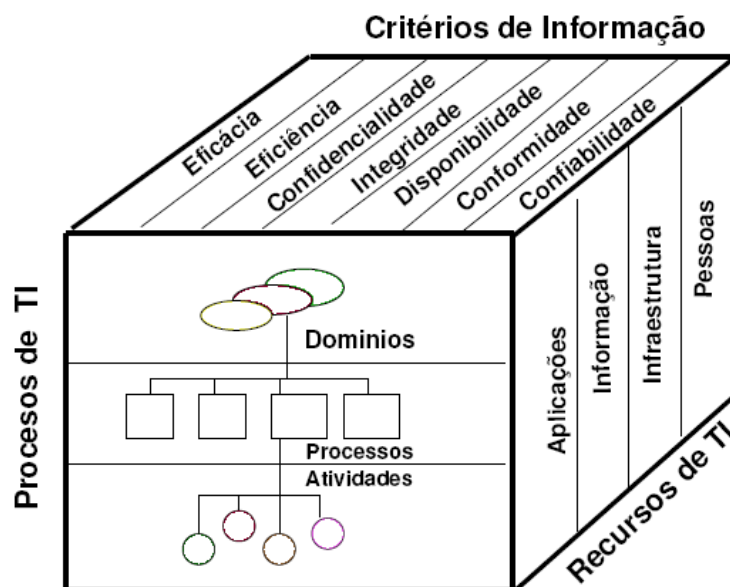 Critérios de Informação
Eficácia
Eficiência
Confidencialidade
Integridade
Disponibilidade
Conformidade
Confiabilidade
Processos de TI
Dominios
Processos
Atividades
Aplicações
Informação
Infraestrutura
Pessoas
Recursos de TI